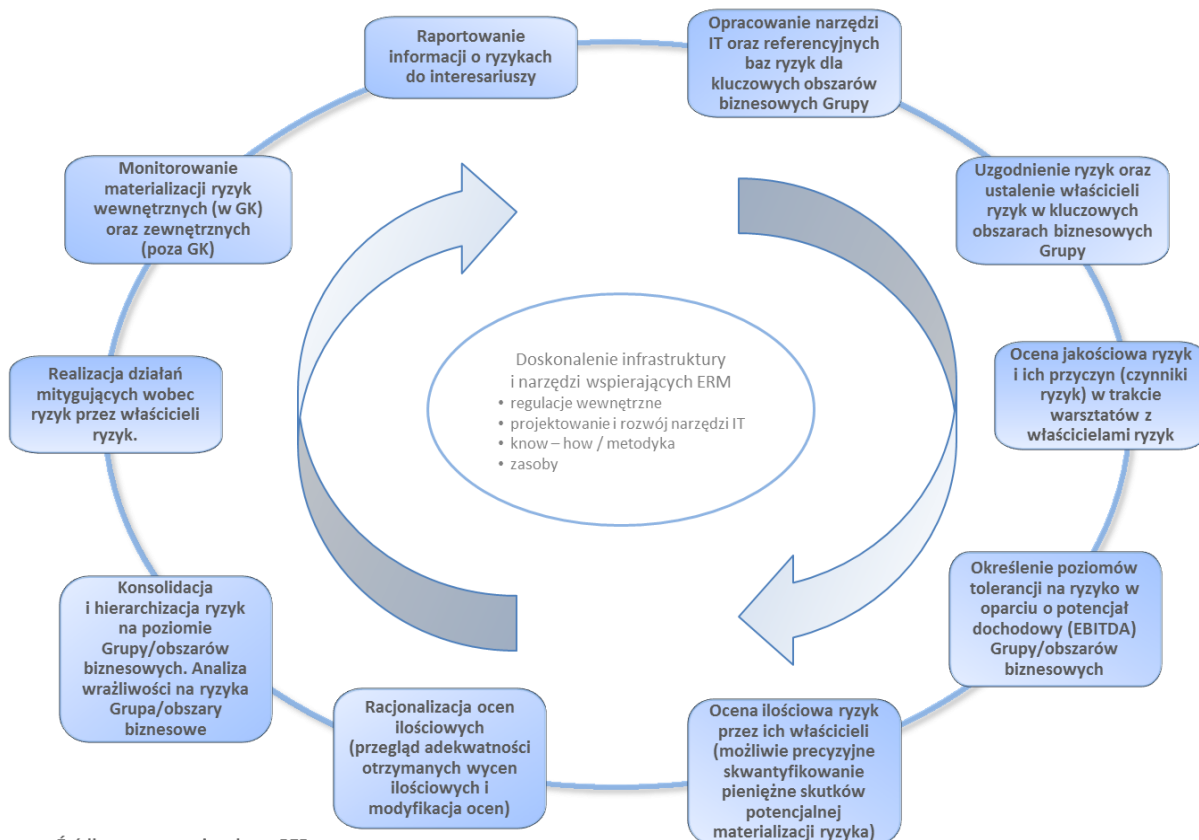 Raportowanie
informacji o ryzykach
do interesariuszy
Opracowanie narzędzi
IT oraz referencyjnych
baz ryzyk dla
kluczowych obszarów
biznesowych Grupy
Uzgodnienie ryzyk oraz
ustalenie właścicieli
ryzyk w kluczowych
obszarach biznesowych
Grupy
Ocena jakościowa ryzyk
i ich przyczyn (czynniki
ryzyk) w trakcie
warsztatów z
właścicielami ryzyk
Określenie poziomów
tolerancji na ryzyko w
oparciu o potencjał
dochodowy (EBITDA)
Grupy/obszarów
biznesowych
Ocena ilościowa ryzyk
przez ich właścicieli
(możliwie precyzyjne
skwantyfikowanie
pieniężne skutków
potencjalnej
materializacji ryzyka)
Racjonalizacja ocen
ilościowych
(przegląd adekwatności
otrzymanych wycen
ilościowych i
modyfikacja ocen)
Konsolidacja
i hierarchizacja ryzyk
na poziomie
Grupy/obszarów
biznesowych. Analiza
wrażliwości na ryzyka
Grupa/obszary
biznesowe
Realizacja działań
mitygujących wobec
ryzyk przez właścicieli
ryzyk.
Monitorowanie
materializacji ryzyk
wewnętrznych (w GK)
oraz zewnętrznych
(poza GK)
Doskonalenie infrastruktury
i narzędzi wspierających ERM
• regulacje wewnętrzne
• projektowanie i rozwój narzędzi IT
• know – how / metodyka
• zasoby